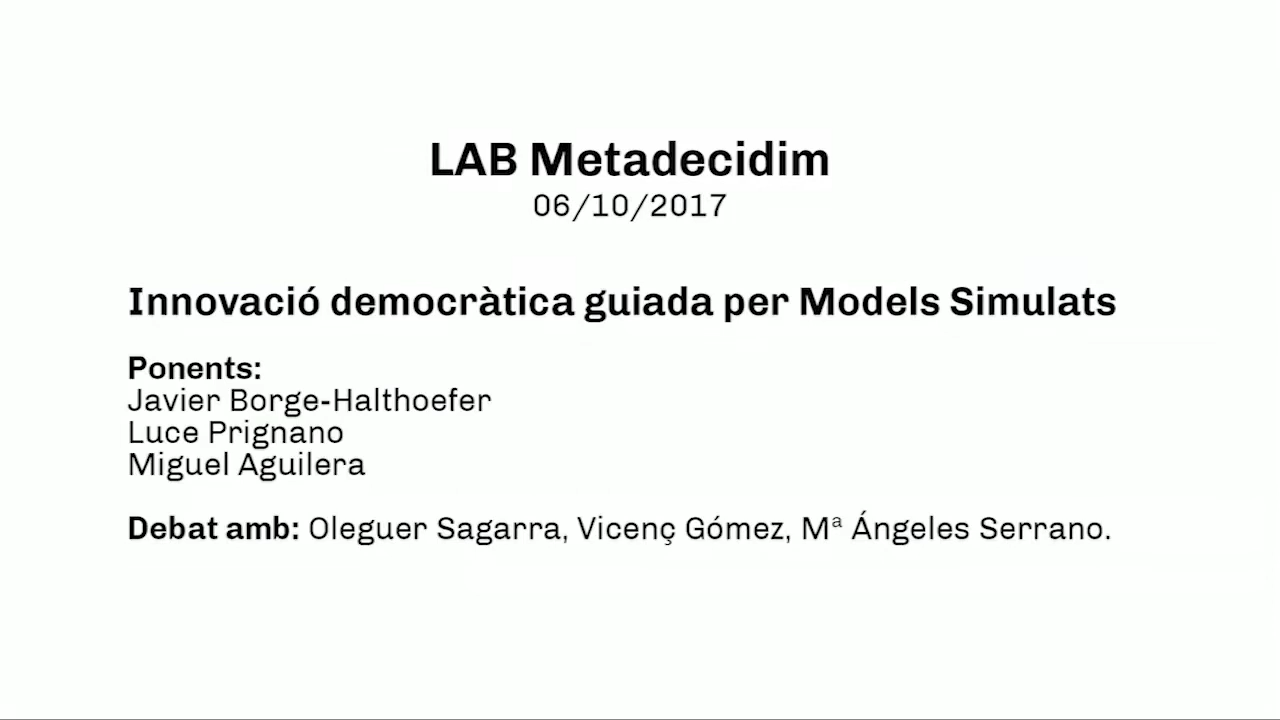 LAB Metadecidim
06/10/2017
Innovació democràtica guiada per Models Simulats
Ponents:
Javier Borge-Halthoefer
Luce Prignano
Miguel Aguilera
Debat amb: Oleguer Sagarra, Vicenç Gómez, Mª Ángeles Serrano.